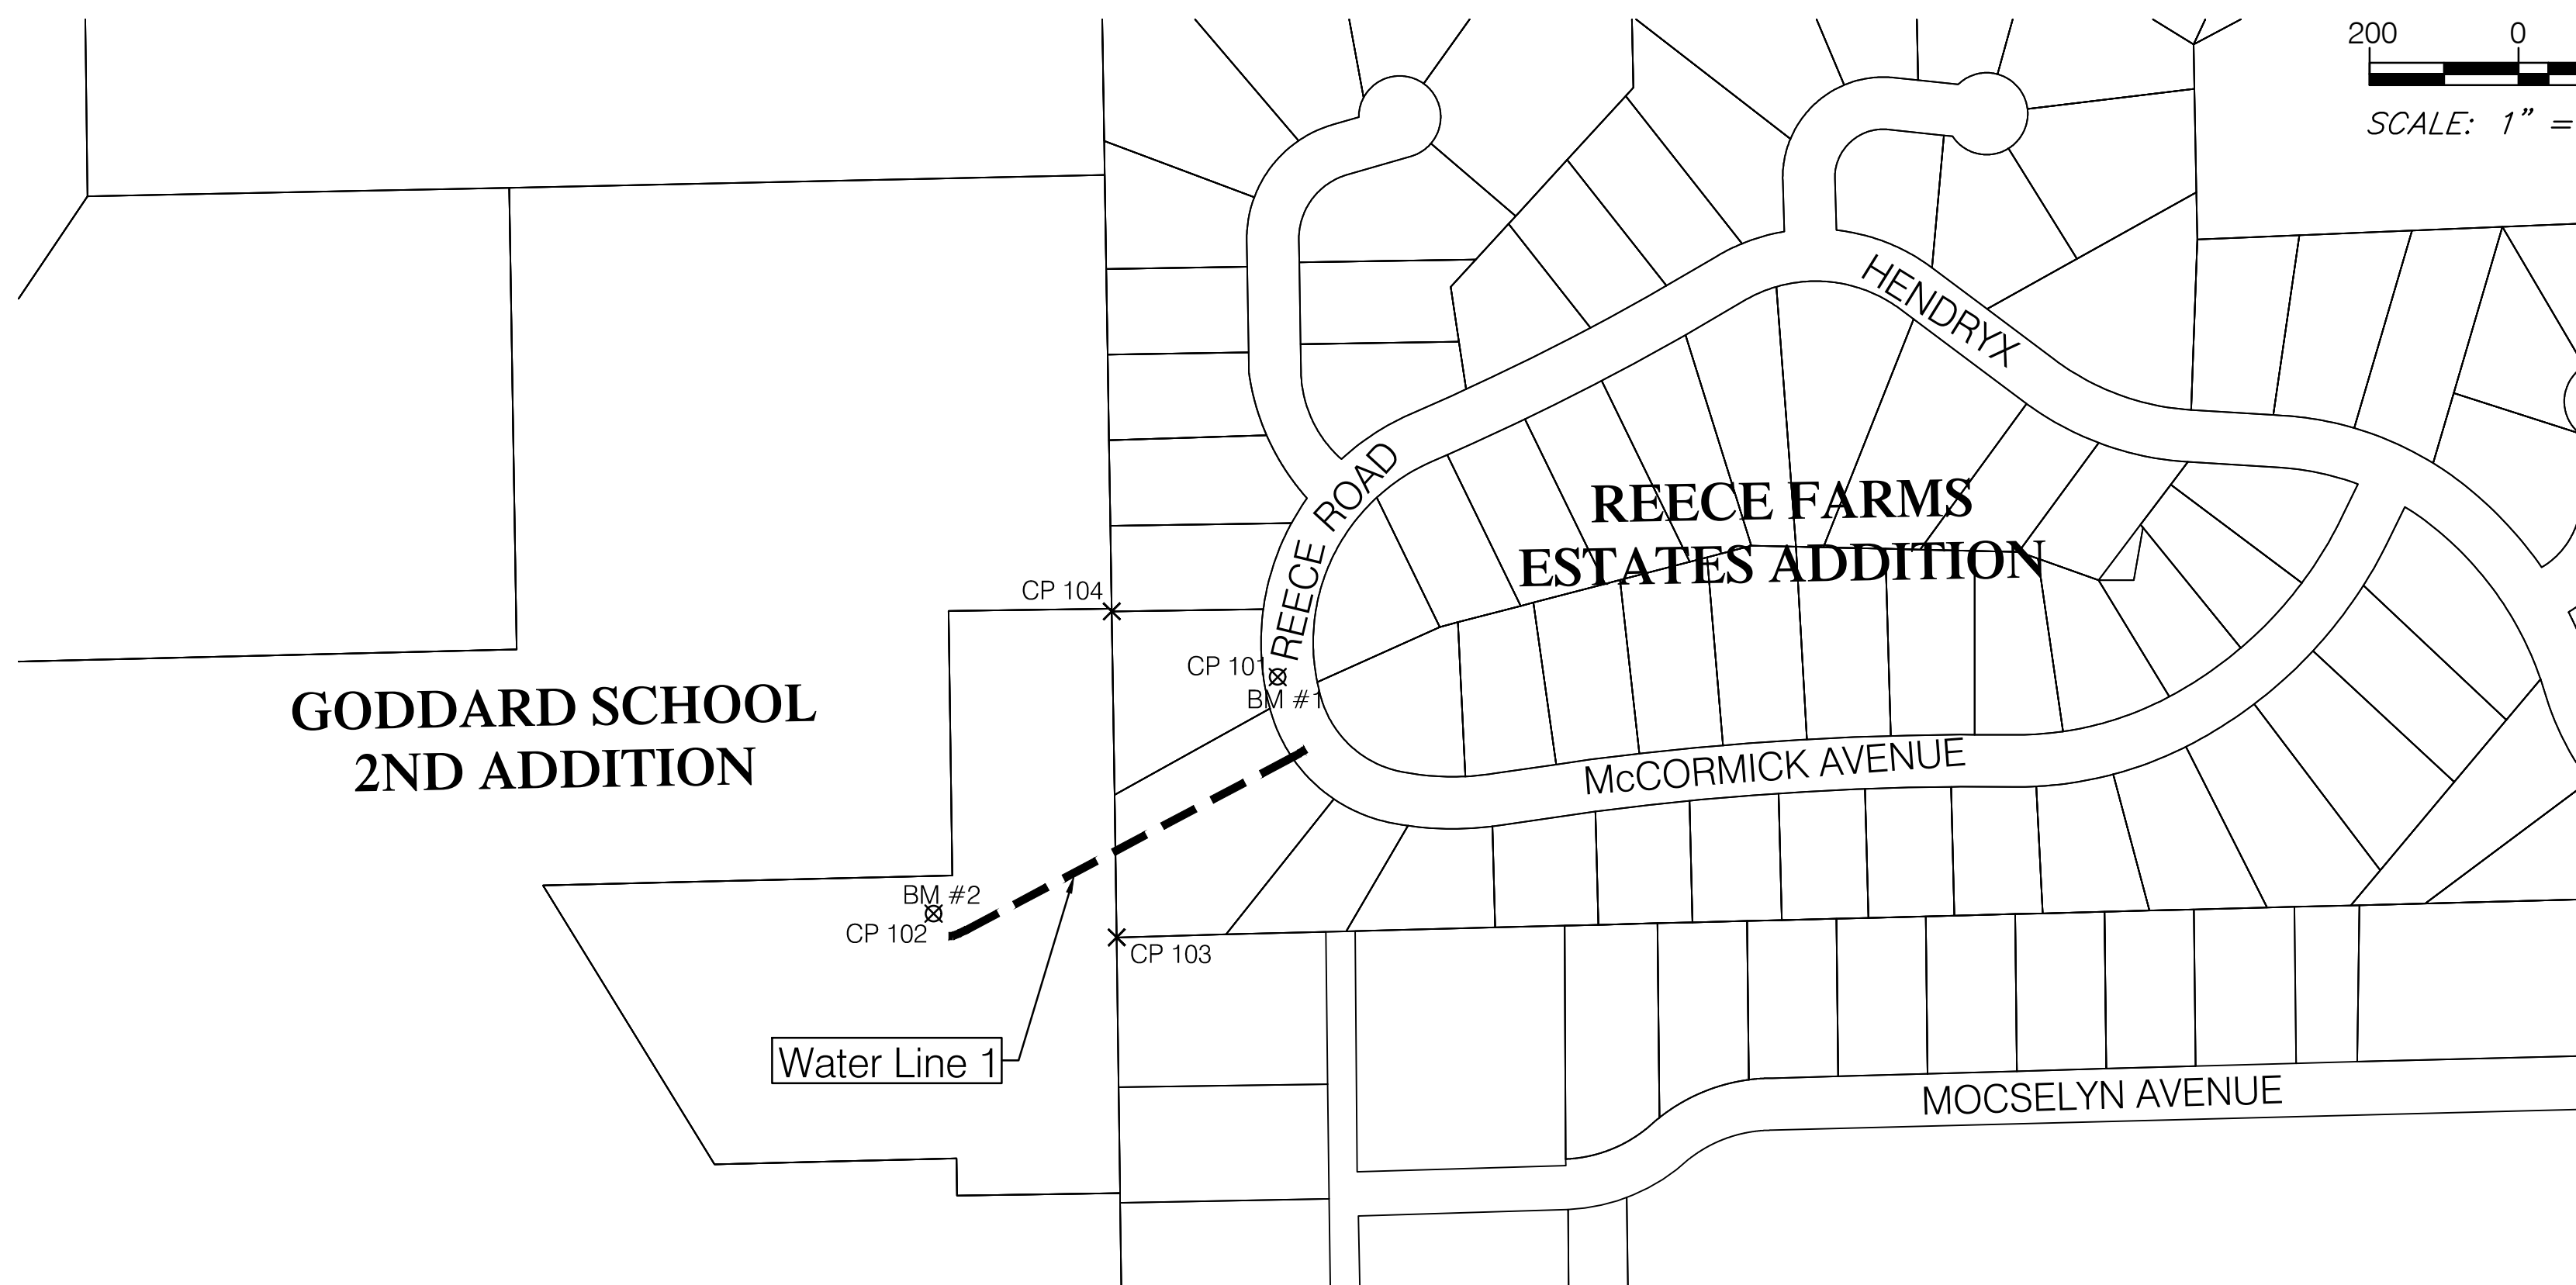 200 0
SCALE: 1" =
HENDRYX
REECE ROAD
REECE FARMS
ESTATES ADDITION
CP 104
CP 101
BM #1
GODDARD SCHOOL
2ND ADDITION
McCORMICK AVENUE
BM #2
CP 102
CP 103
Water Line 1
MOCSELYN AVENUE